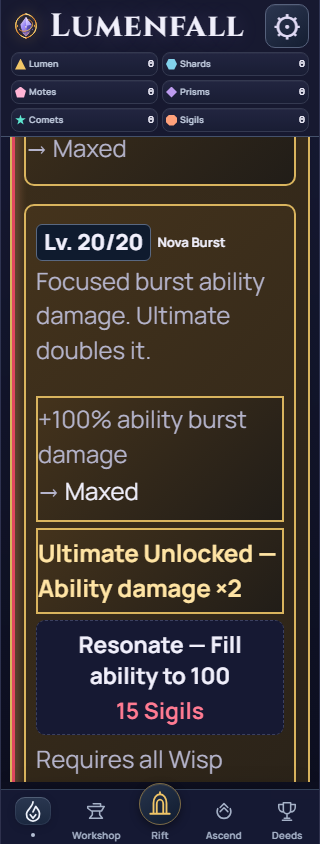 LUMENFALL
Lumen 0
Shards 0
Motes 0
Prisms 0
Comets 0
Sigils 0
→ Maxed
Lv. 20/20 Nova Burst
Focused burst ability
damage. Ultimate
doubles it.
+100% ability burst
damage
→ Maxed
Ultimate Unlocked —
Ability damage ×2
Resonate — Fill
ability to 100
15 Sigils
Requires all Wisp
Workshop
Rift
Ascend
Deeds